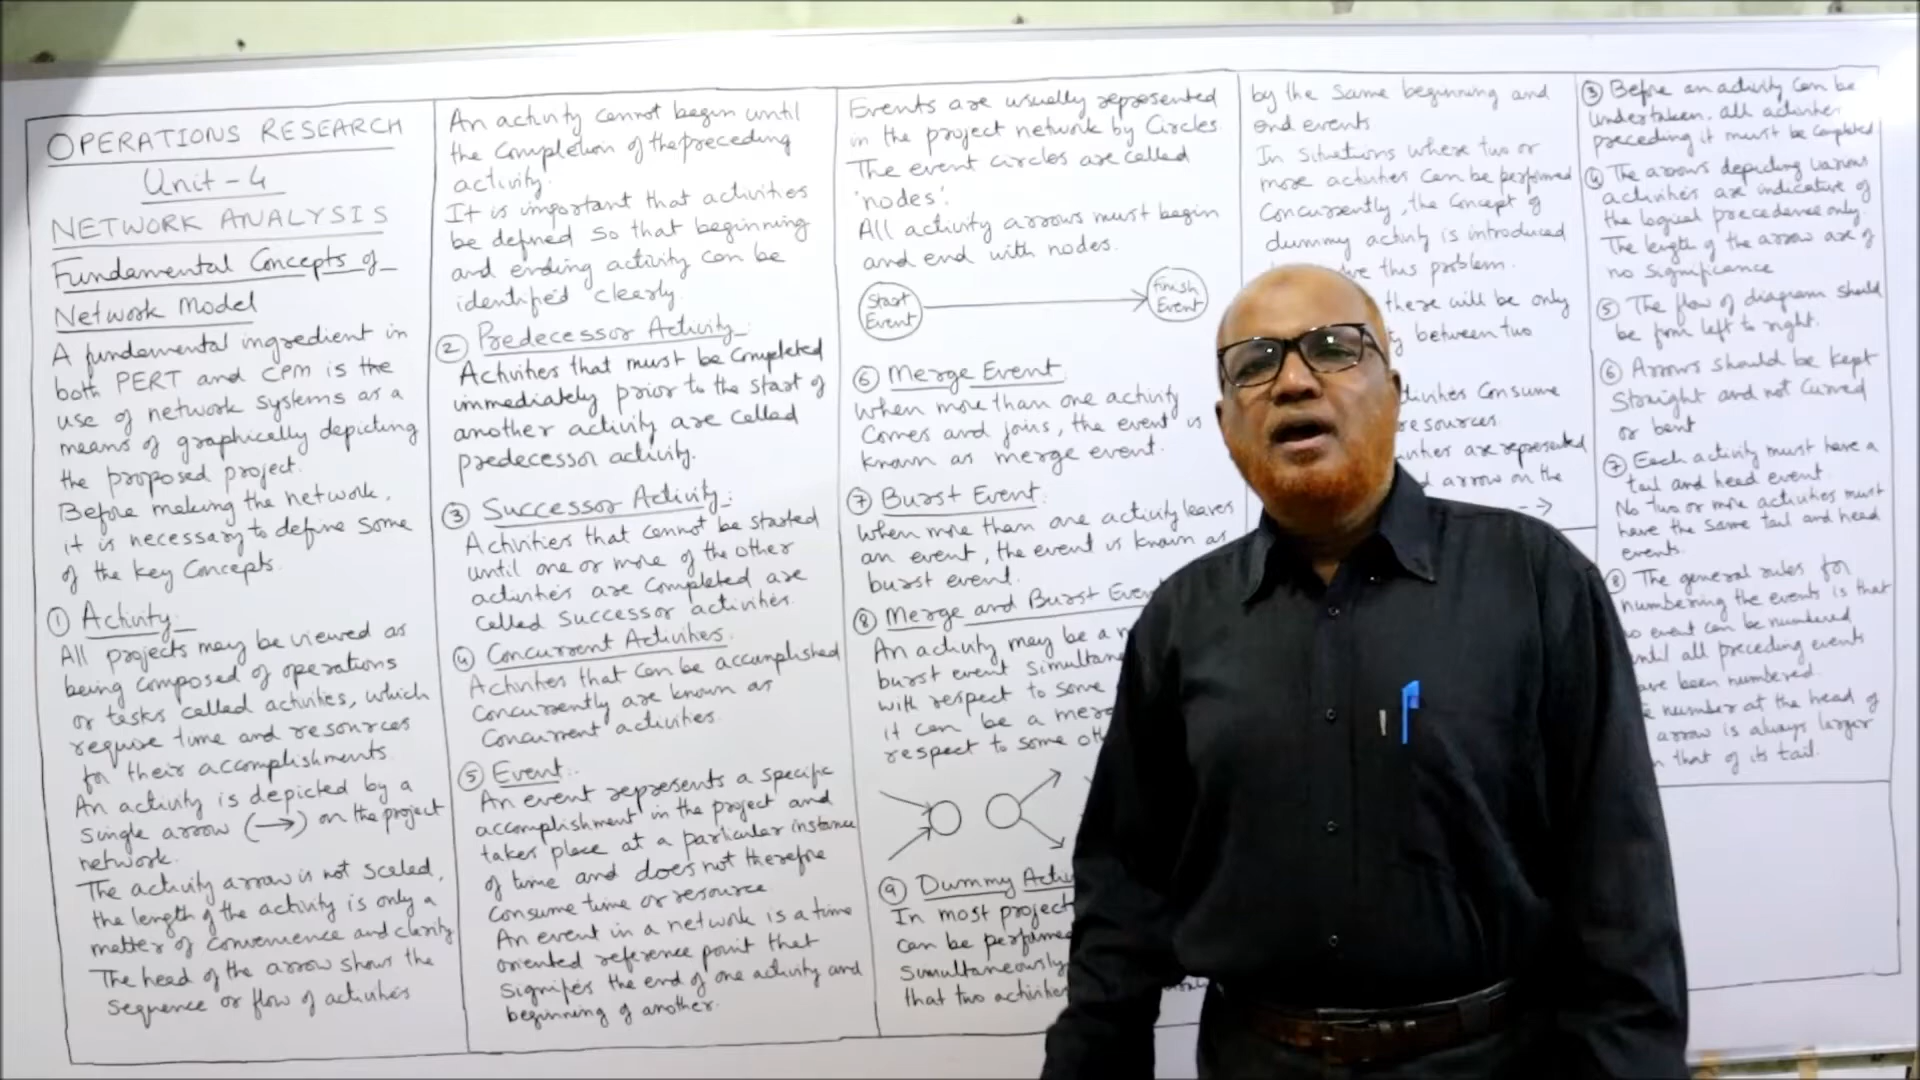 OPERATIONS RESEARCH
Unit-4
NETWORK ANALYSIS
Fundamental Concepts of
Network Model
A fundamental ingredient in
both PERT and CPM is the
use of network systems as a
means of graphically depicting
the proposed project.
Before making the network,
it is necessary to define some
of the key Concepts.
① Activity:-
All projects may be viewed as
being composed of operations
or tasks called activities, which
require time and resources
for their accomplishments.
An activity is depicted by a
single arrow (→) on the project
network.
The activity arrow is not scaled,
the length of the activity is only a
matter of convenience and clarity
The head of the arrow shows the
sequence or flow of activities
An activity cannot begin until
the completion of the preceding
activity.
It is important that activities
be defined so that beginning
and ending activity can be
identified clearly.
② Predecessor Activity:-
Activities that must be completed
immediately prior to the start of
another activity are called
predecessor activity.
③ Successor Activity:-
Activities that cannot be started
until one or more of the other
activities are completed are
called successor activities.
④ Concurrent Activities.
Activities that can be accomplished
concurrently are known as
concurrent activities.
⑤ Event:-
An event represents a specific
accomplishment in the project and
takes place at a particular instance
of time and does not therefore
consume time or resource.
An event in a network is a time
oriented reference point that
signifies the end of one activity and
beginning of another.
Events are usually represented
in the project network by Circles.
The event circles are called
'nodes'.
All activity arrows must begin
and end with nodes.
Start
Event
Finish
Event
⑥ Merge Event
When more than one activity
comes and joins, the event is
known as merge event.
⑦ Burst Event:
When more than one activity leaves
an event, the event is known as
burst event.
⑧ Merge and Burst Even
An activity may be a m
burst event simultane
with respect to some
it can be a merg
respect to some oth
⑨ Dummy Activ
In most project
can be performe
simultaneously
that two activities
by the same beginning and
end events
In situations where two or
more activities can be performed
concurrently, the concept of
dummy activity is introduced
ve this problem.
there will be only
between two
tivities consume
resources.
vities are represented
d arrow on the
③ Before an activity can be
undertaken, all activities
preceding it must be completed
④ The arrows depicting various
activities are indicative of
the logical precedence only.
The length of the arrow are of
no significance
⑤ The flow of diagram should
be from left to right.
⑥ Arrows should be kept
straight and not curved
or bent
⑦ Each activity must have a
tail and head event.
No two or more activities must
have the same tail and head
events.
⑧ The general rules for
numbering the events is that
no event can be numbered
until all preceding events
have been numbered.
number at the head of
arrow is always larger
that of its tail.